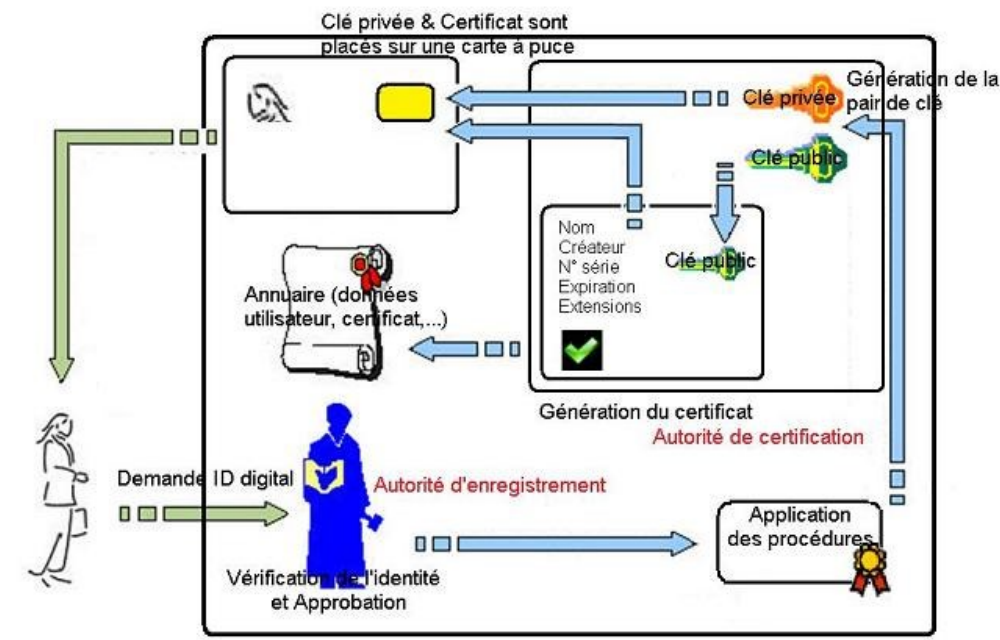 Clé privée & Certificat sont
placés sur une carte à puce
Génération de la
pair de clé
Clé privée
Clé public
Nom
Créateur
N° série
Expiration
Extensions
Clé public
Annuaire (données
utilisateur, certificat,...)
Génération du certificat
Autorité de certification
Demande ID digital
Autorité d'enregistrement
Application
des procédures
Vérification de l'identité
et Approbation